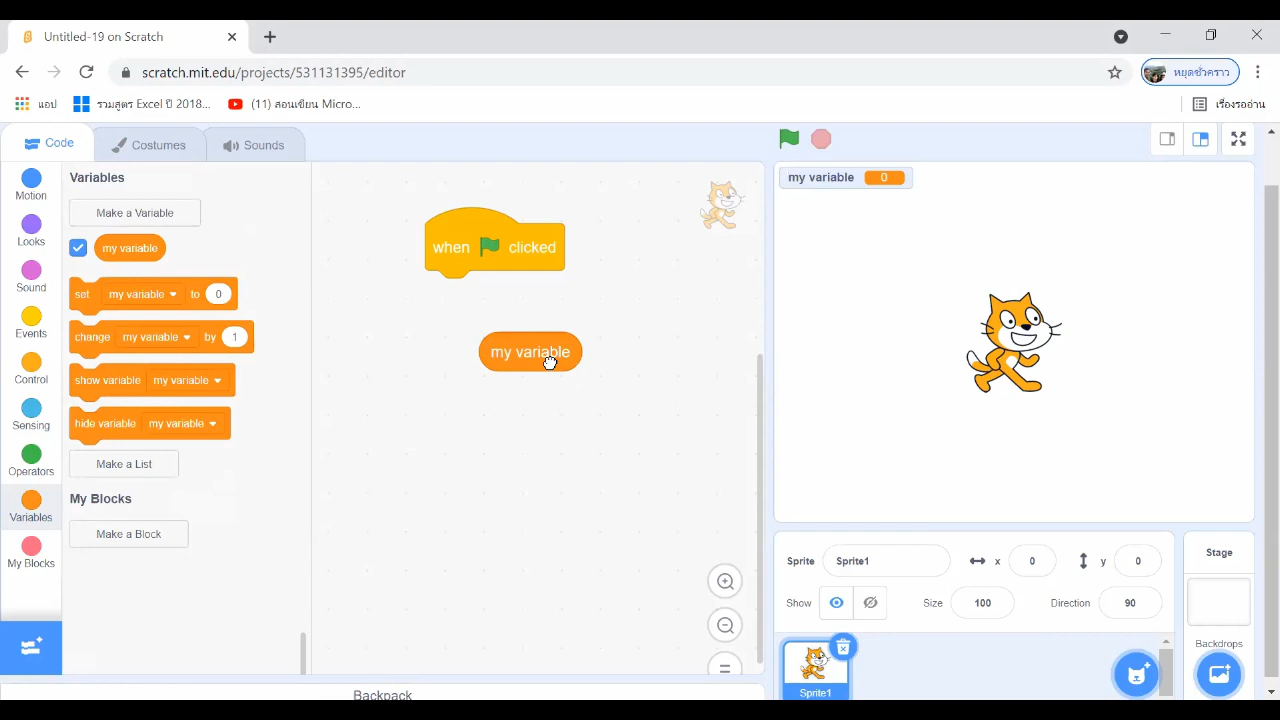 Untitled-19 on Scratch
scratch.mit.edu/projects/531131395/editor
หยุดชั่วคราว
แอป
รวมสูตร Excel ปี 2018...
(11) สอนเขียน Micro...
เรื่องรออ่าน
Code
Costumes
Sounds
Motion
Looks
Sound
Events
Control
Sensing
Operators
Variables
My Blocks
Variables
Make a Variable
my variable
set my variable to 0
change my variable by 1
show variable my variable
hide variable my variable
Make a List
My Blocks
Make a Block
when clicked
my variable
Backpack
my variable 0
Sprite Sprite1 x 0 y 0
Show Size 100 Direction 90
Sprite1
Stage
Backdrops